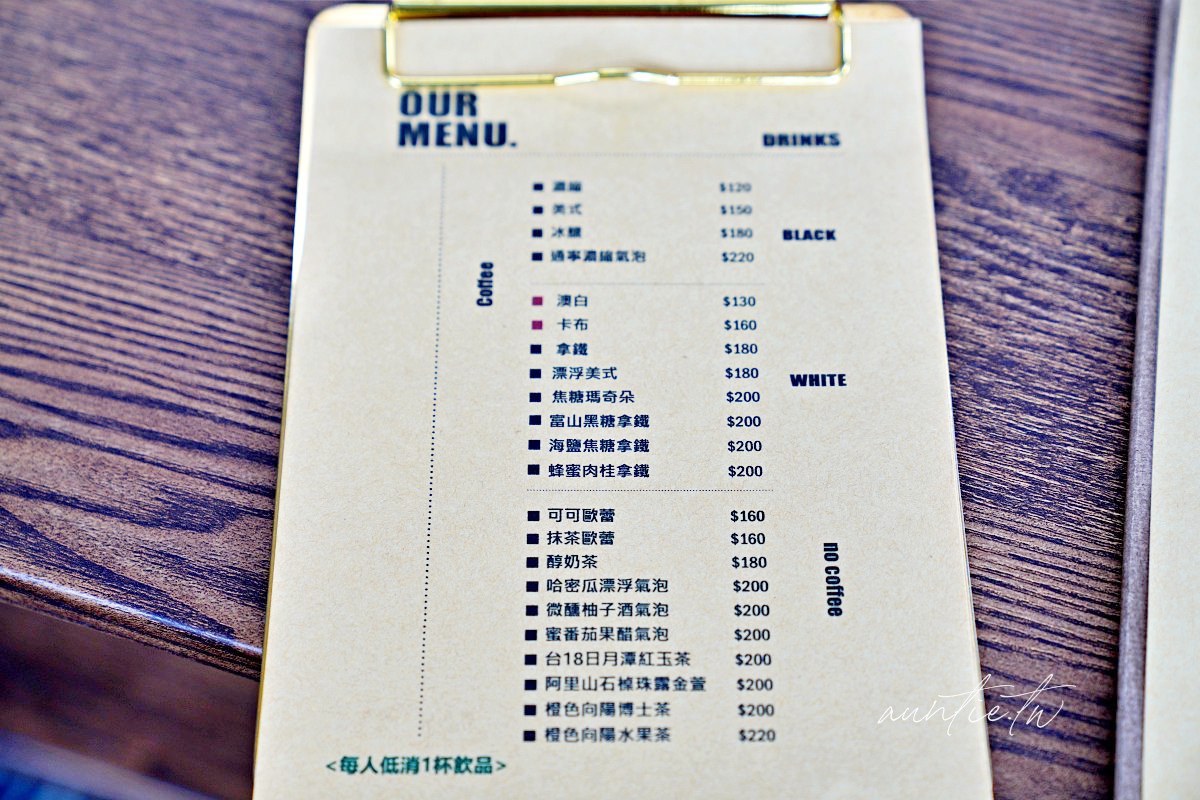 OUR
MENU.
DRINKS
Coffee
BLACK
濃縮 $120
美式 $150
冰釀 $180
通寧濃縮氣泡 $220
WHITE
澳白 $130
卡布 $160
拿鐵 $180
漂浮美式 $180
焦糖瑪奇朵 $200
富山黑糖拿鐵 $200
海鹽焦糖拿鐵 $200
蜂蜜肉桂拿鐵 $200
no coffee
可可歐蕾 $160
抹茶歐蕾 $160
醇奶茶 $180
哈密瓜漂浮氣泡 $200
微醺柚子酒氣泡 $200
蜜番茄果醋氣泡 $200
台18日月潭紅玉茶 $200
阿里山石槕珠露金萱 $200
橙色向陽博士茶 $200
橙色向陽水果茶 $220
<每人低消1杯飲品>
auntie.tw